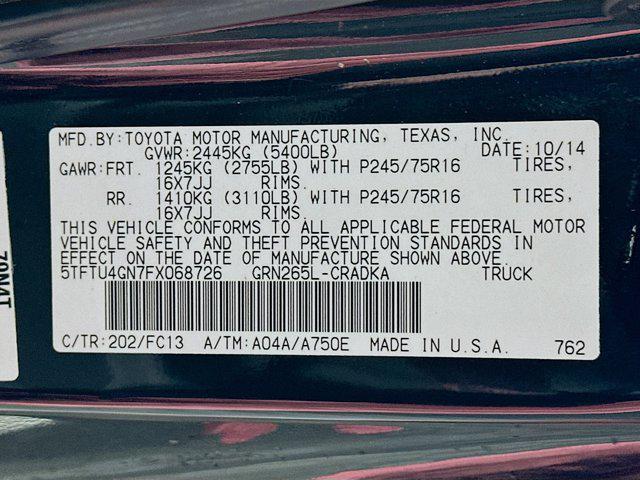 MFD.BY:TOYOTA MOTOR MANUFACTURING, TEXAS, INC.
GVWR:2445KG (5400LB) DATE:10/14
GAWR:FRT. 1245KG (2755LB) WITH P245/75R16 TIRES,
16X7JJ RIMS.
RR. 1410KG (3110LB) WITH P245/75R16 TIRES,
16X7JJ RIMS.
THIS VEHICLE CONFORMS TO ALL APPLICABLE FEDERAL MOTOR
VEHICLE SAFETY AND THEFT PREVENTION STANDARDS IN
EFFECT ON THE DATE OF MANUFACTURE SHOWN ABOVE.
5TFTU4GN7FX068726 GRN265L-CRADKA TRUCK
C/TR:202/FC13 A/TM:A04A/A750E MADE IN U.S.A. 762